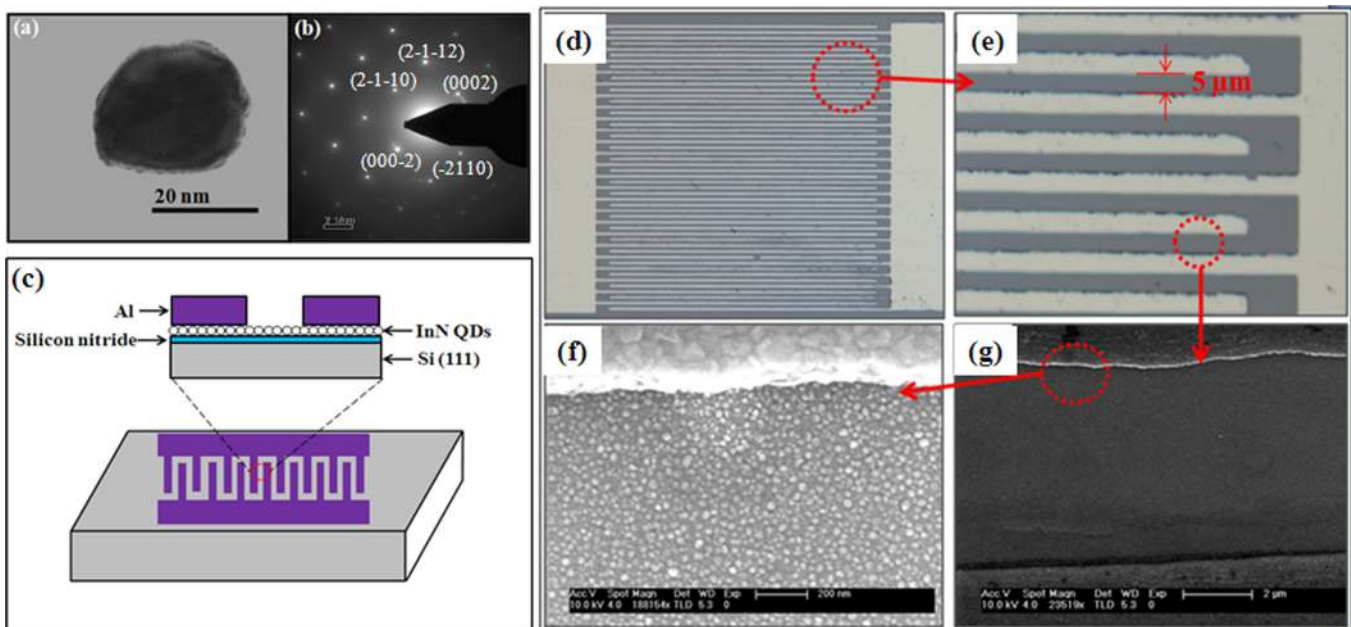 (a)
20 nm
(b)
(2-1-12)
(2-1-10)
(0002)
(000-2)
(-2110)
(c)
Al
InN QDs
Silicon nitride
Si (111)
(d)
(e)
5 µm
(f)
Acc.V Spot Magn Det WD Exp 200 nm
10.0 kV 4.0 188154x TLD 5.3 0
(g)
Acc.V Spot Magn Det WD Exp 2 µm
10.0 kV 4.0 23519x TLD 5.3 0